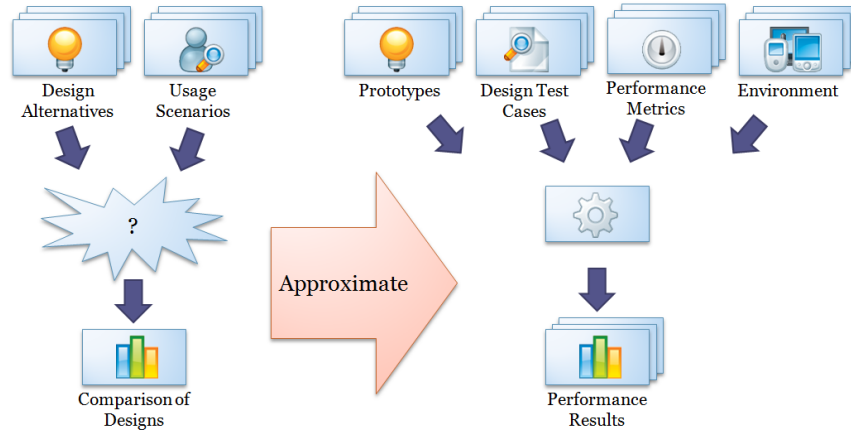 Design
Alternatives
Usage
Scenarios
Prototypes
Design Test
Cases
Performance
Metrics
Environment
?
Approximate
Comparison of
Designs
Performance
Results